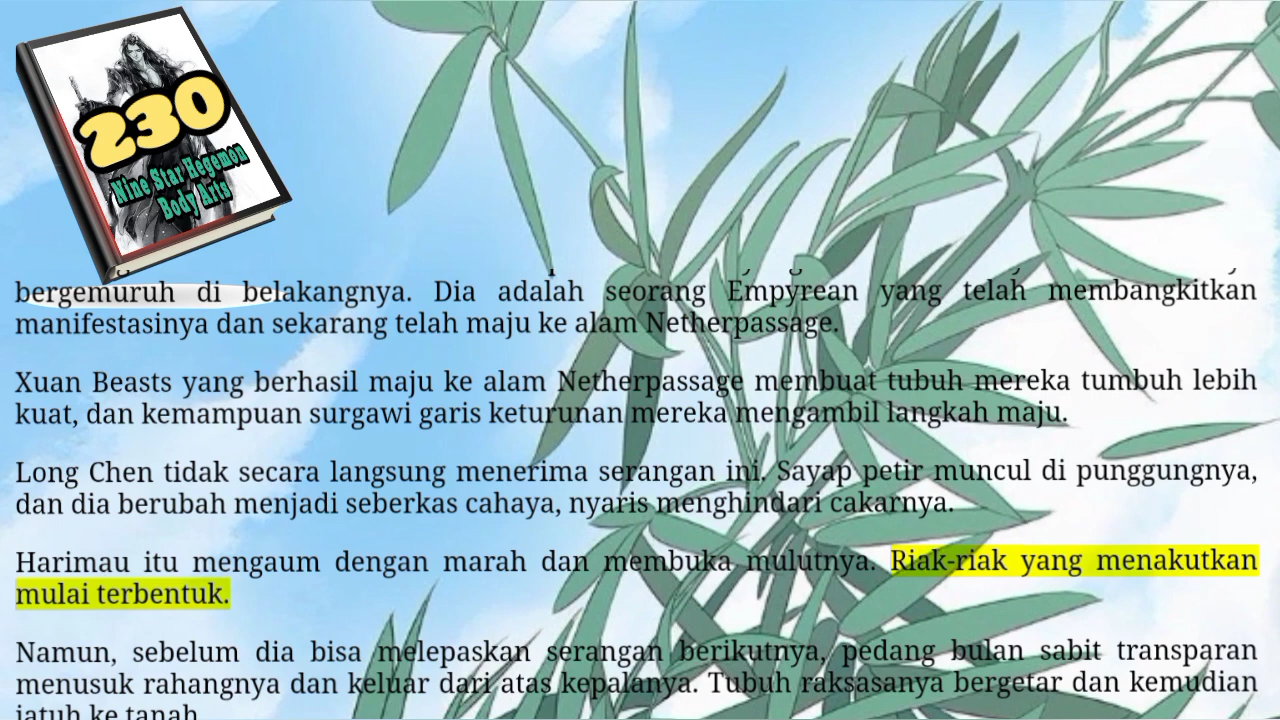 230
Nine Star Hegemon
Body Arts
bergemuruh di belakangnya. Dia adalah seorang Empyrean yang telah membangkitkan
manifestasinya dan sekarang telah maju ke alam Netherpassage.
Xuan Beasts yang berhasil maju ke alam Netherpassage membuat tubuh mereka tumbuh lebih
kuat, dan kemampuan surgawi garis keturunan mereka mengambil langkah maju.
Long Chen tidak secara langsung menerima serangan ini. Sayap petir muncul di punggungnya,
dan dia berubah menjadi seberkas cahaya, nyaris menghindari cakarnya.
Harimau itu mengaum dengan marah dan membuka mulutnya. Riak-riak yang menakutkan
mulai terbentuk.
Namun, sebelum dia bisa melepaskan serangan berikutnya, pedang bulan sabit transparan
menusuk rahangnya dan keluar dari atas kepalanya. Tubuh raksasanya bergetar dan kemudian
jatuh ke tanah.